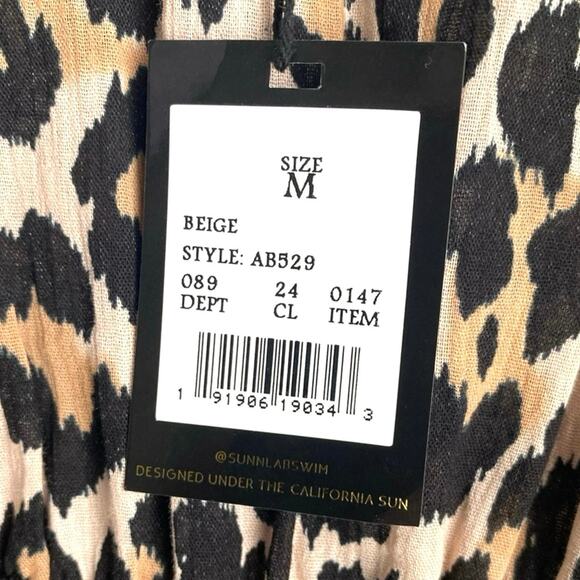 SIZE
M
BEIGE
STYLE: AB529
089 24 0147
DEPT CL ITEM
1 91906 19034 3
@SUNNLABSWIM
DESIGNED UNDER THE CALIFORNIA SUN